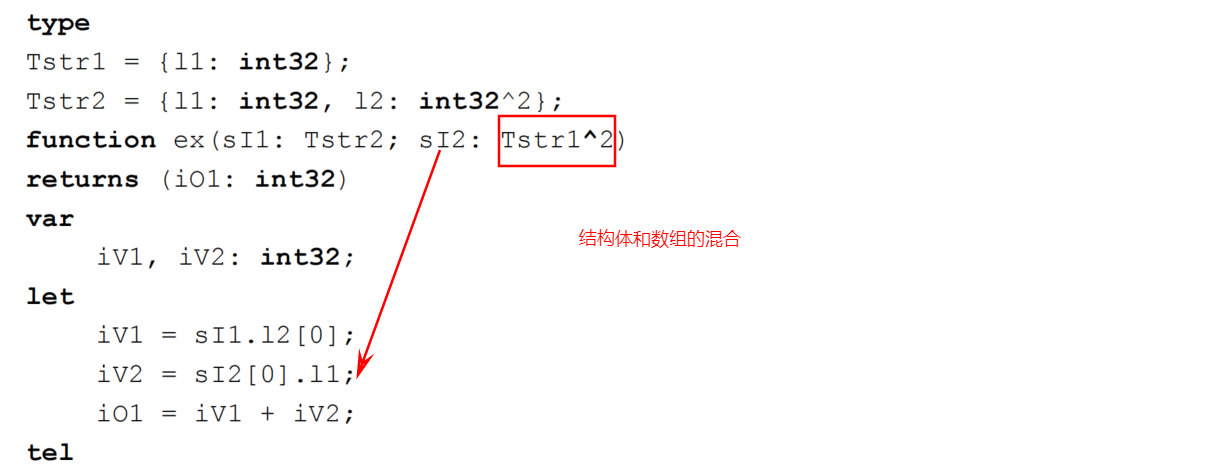 type
Tstr1 = {l1: int32};
Tstr2 = {l1: int32, l2: int32^2};
function ex(sI1: Tstr2; sI2: Tstr1^2)
returns (iO1: int32)
var
iV1, iV2: int32;
结构体和数组的混合
let
iV1 = sI1.l2[0];
iV2 = sI2[0].l1;
iO1 = iV1 + iV2;
tel